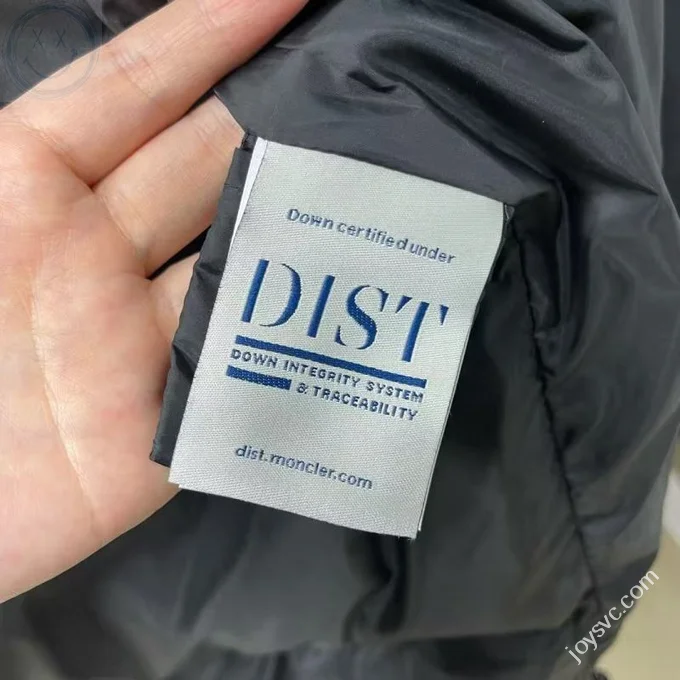 Down certified under
DIST
DOWN INTEGRITY SYSTEM
& TRACEABILITY
dist.moncler.com
joysvc.com